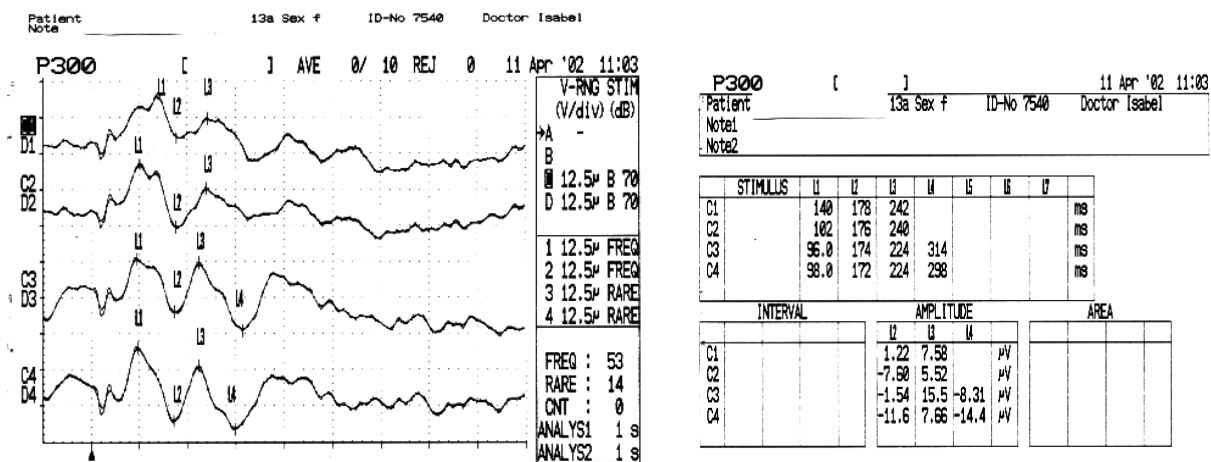 Patient 13a Sex f ID-No 7540 Doctor Isabel
Note
P300 [ ] AVE 0/ 10 REJ 0 11 Apr '02 11:03
V-RNG STIM
(V/div) (dB)
→A -
B
12.5µ B 70
D 12.5µ B 70
1 12.5µ FREQ
2 12.5µ FREQ
3 12.5µ RARE
4 12.5µ RARE
FREQ : 53
RARE : 14
CNT : 0
ANALYS1 1 s
ANALYS2 1 s
L1 L2 L3
D1
L1 L2 L3
C2
D2
L1 L2 L3 L4
C3
D3
L1 L2 L3 L4
C4
D4
P300 [ ] 11 Apr '02 11:03
Patient 13a Sex f ID-No 7540 Doctor Isabel
Note1
Note2
STIMULUS L1 L2 L3 L4 L5 L6 L7
C1 140 178 242 ms
C2 102 176 240 ms
C3 96.0 174 224 314 ms
C4 98.0 172 224 298 ms
INTERVAL AMPLITUDE AREA
L2 L3 L4
C1 1.22 7.58 µV
C2 -7.60 5.52 µV
C3 -1.54 15.5 -8.31 µV
C4 -11.6 7.66 -14.4 µV